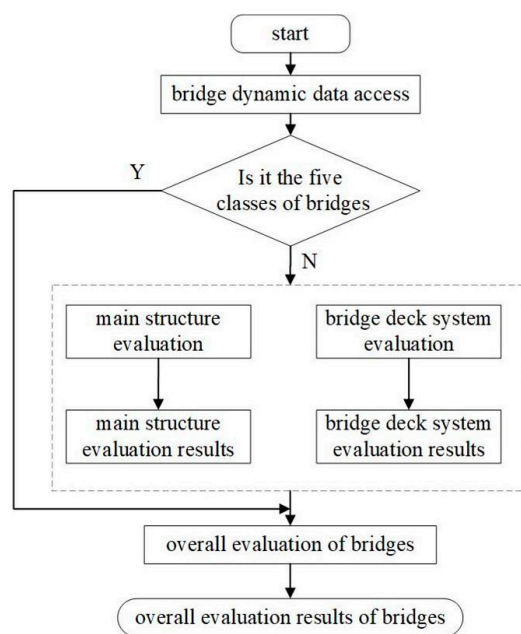 start
bridge dynamic data access
Y
Is it the five
classes of bridges
N
main structure
evaluation
bridge deck system
evaluation
main structure
evaluation results
bridge deck system
evaluation results
overall evaluation of bridges
overall evaluation results of bridges